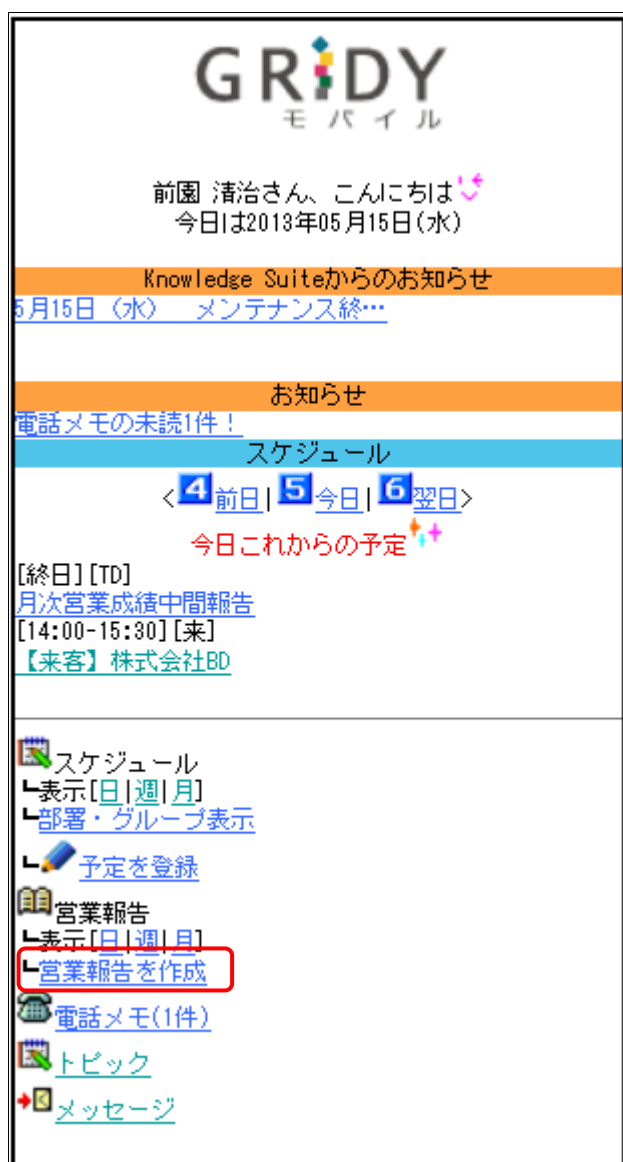 GRiDY
モバイル
前園 清治さん、こんにちは
今日は2013年05月15日(水)
Knowledge Suiteからのお知らせ
5月15日（水）　メンテナンス終…
お知らせ
電話メモの未読1件！
スケジュール
<4前日|5今日|6翌日>
今日これからの予定
[終日][TD]
月次営業成績中間報告
[14:00-15:30][来]
【来客】株式会社BD
スケジュール
┗表示[日|週|月]
┗部署・グループ表示
┗予定を登録
営業報告
┗表示[日|週|月]
┗営業報告を作成
電話メモ(1件)
トピック
メッセージ